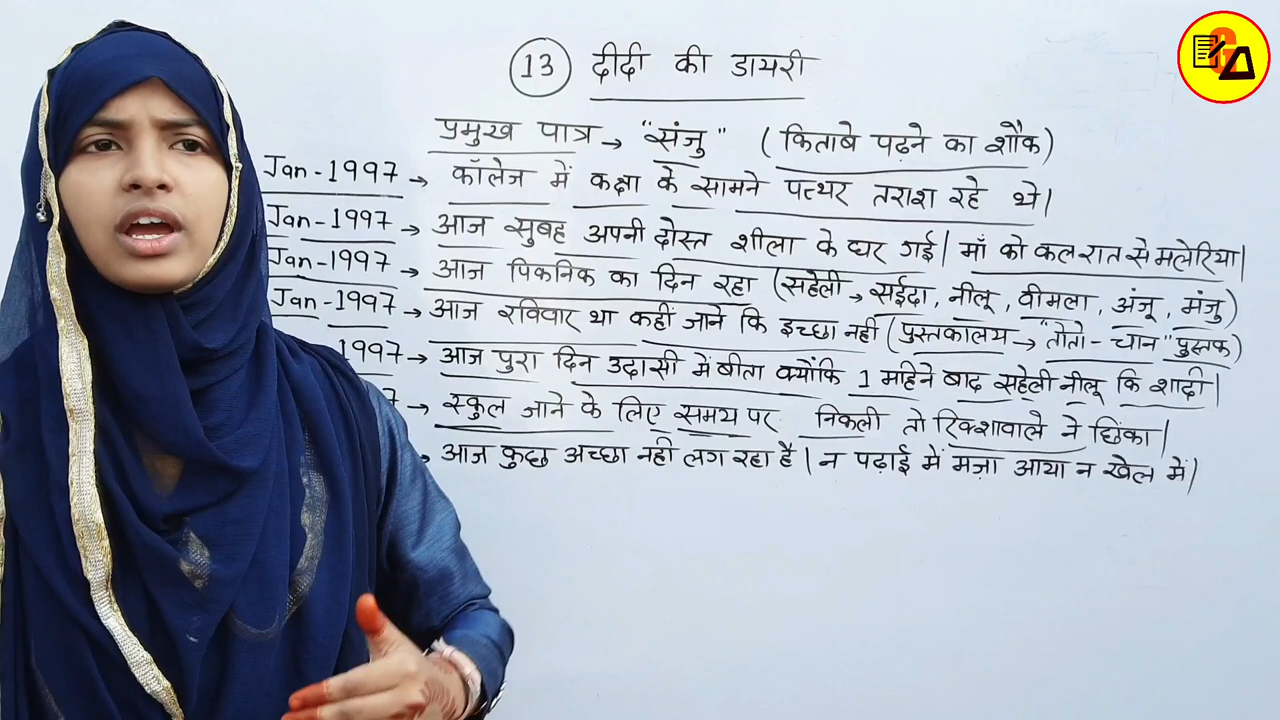 13 दीदी की डायरी
प्रमुख पात्र → "संजु" (किताबे पढ़ने का शौक)
Jan-1997 → कॉलेज में कक्षा के सामने पत्थर तराश रहे थे|
Jan-1997 → आज सुबह अपनी दोस्त शीला के घर गई| माँ को कल रात से मलेरिया|
Jan-1997 → आज पिकनिक का दिन रहा (सहेली → सईदा, नीलू, वीमला, अंजू, मंजु)
Jan-1997 → आज रविवार था कहीं जाने कि इच्छा नहीं (पुस्तकालय → "तोतो-चान" पुस्तक)
1997 → आज पुरा दिन उदासी में बीता क्योंकि 1 महिने बाद सहेली नीलू कि शादी|
7 → स्कुल जाने के लिए समय पर निकली तो रिक्शावाले ने छिंका|
आज कुछ अच्छा नही लग रहा है| न पढ़ाई में मज़ा आया न खेल में|